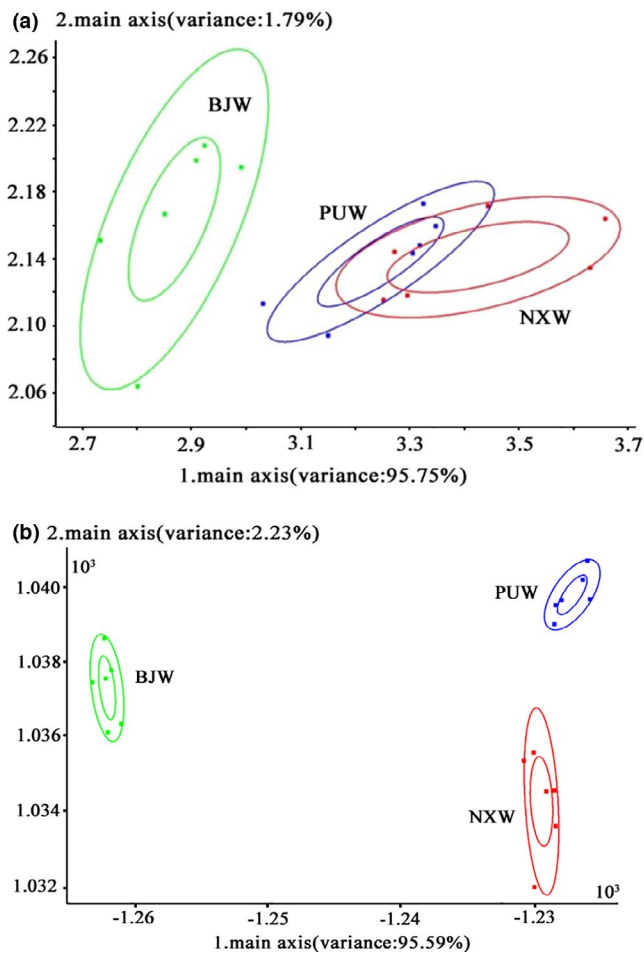 (a) 2.main axis(variance:1.79%)
2.26
BJW
2.22
2.18
PUW
2.14
2.10
NXW
2.06
2.7 2.9 3.1 3.3 3.5 3.7
1.main axis(variance:95.75%)
(b) 2.main axis(variance:2.23%)
10³
1.040
PUW
1.038
BJW
1.036
1.034
NXW
1.032
10³
-1.26 -1.25 -1.24 -1.23
1.main axis(variance:95.59%)